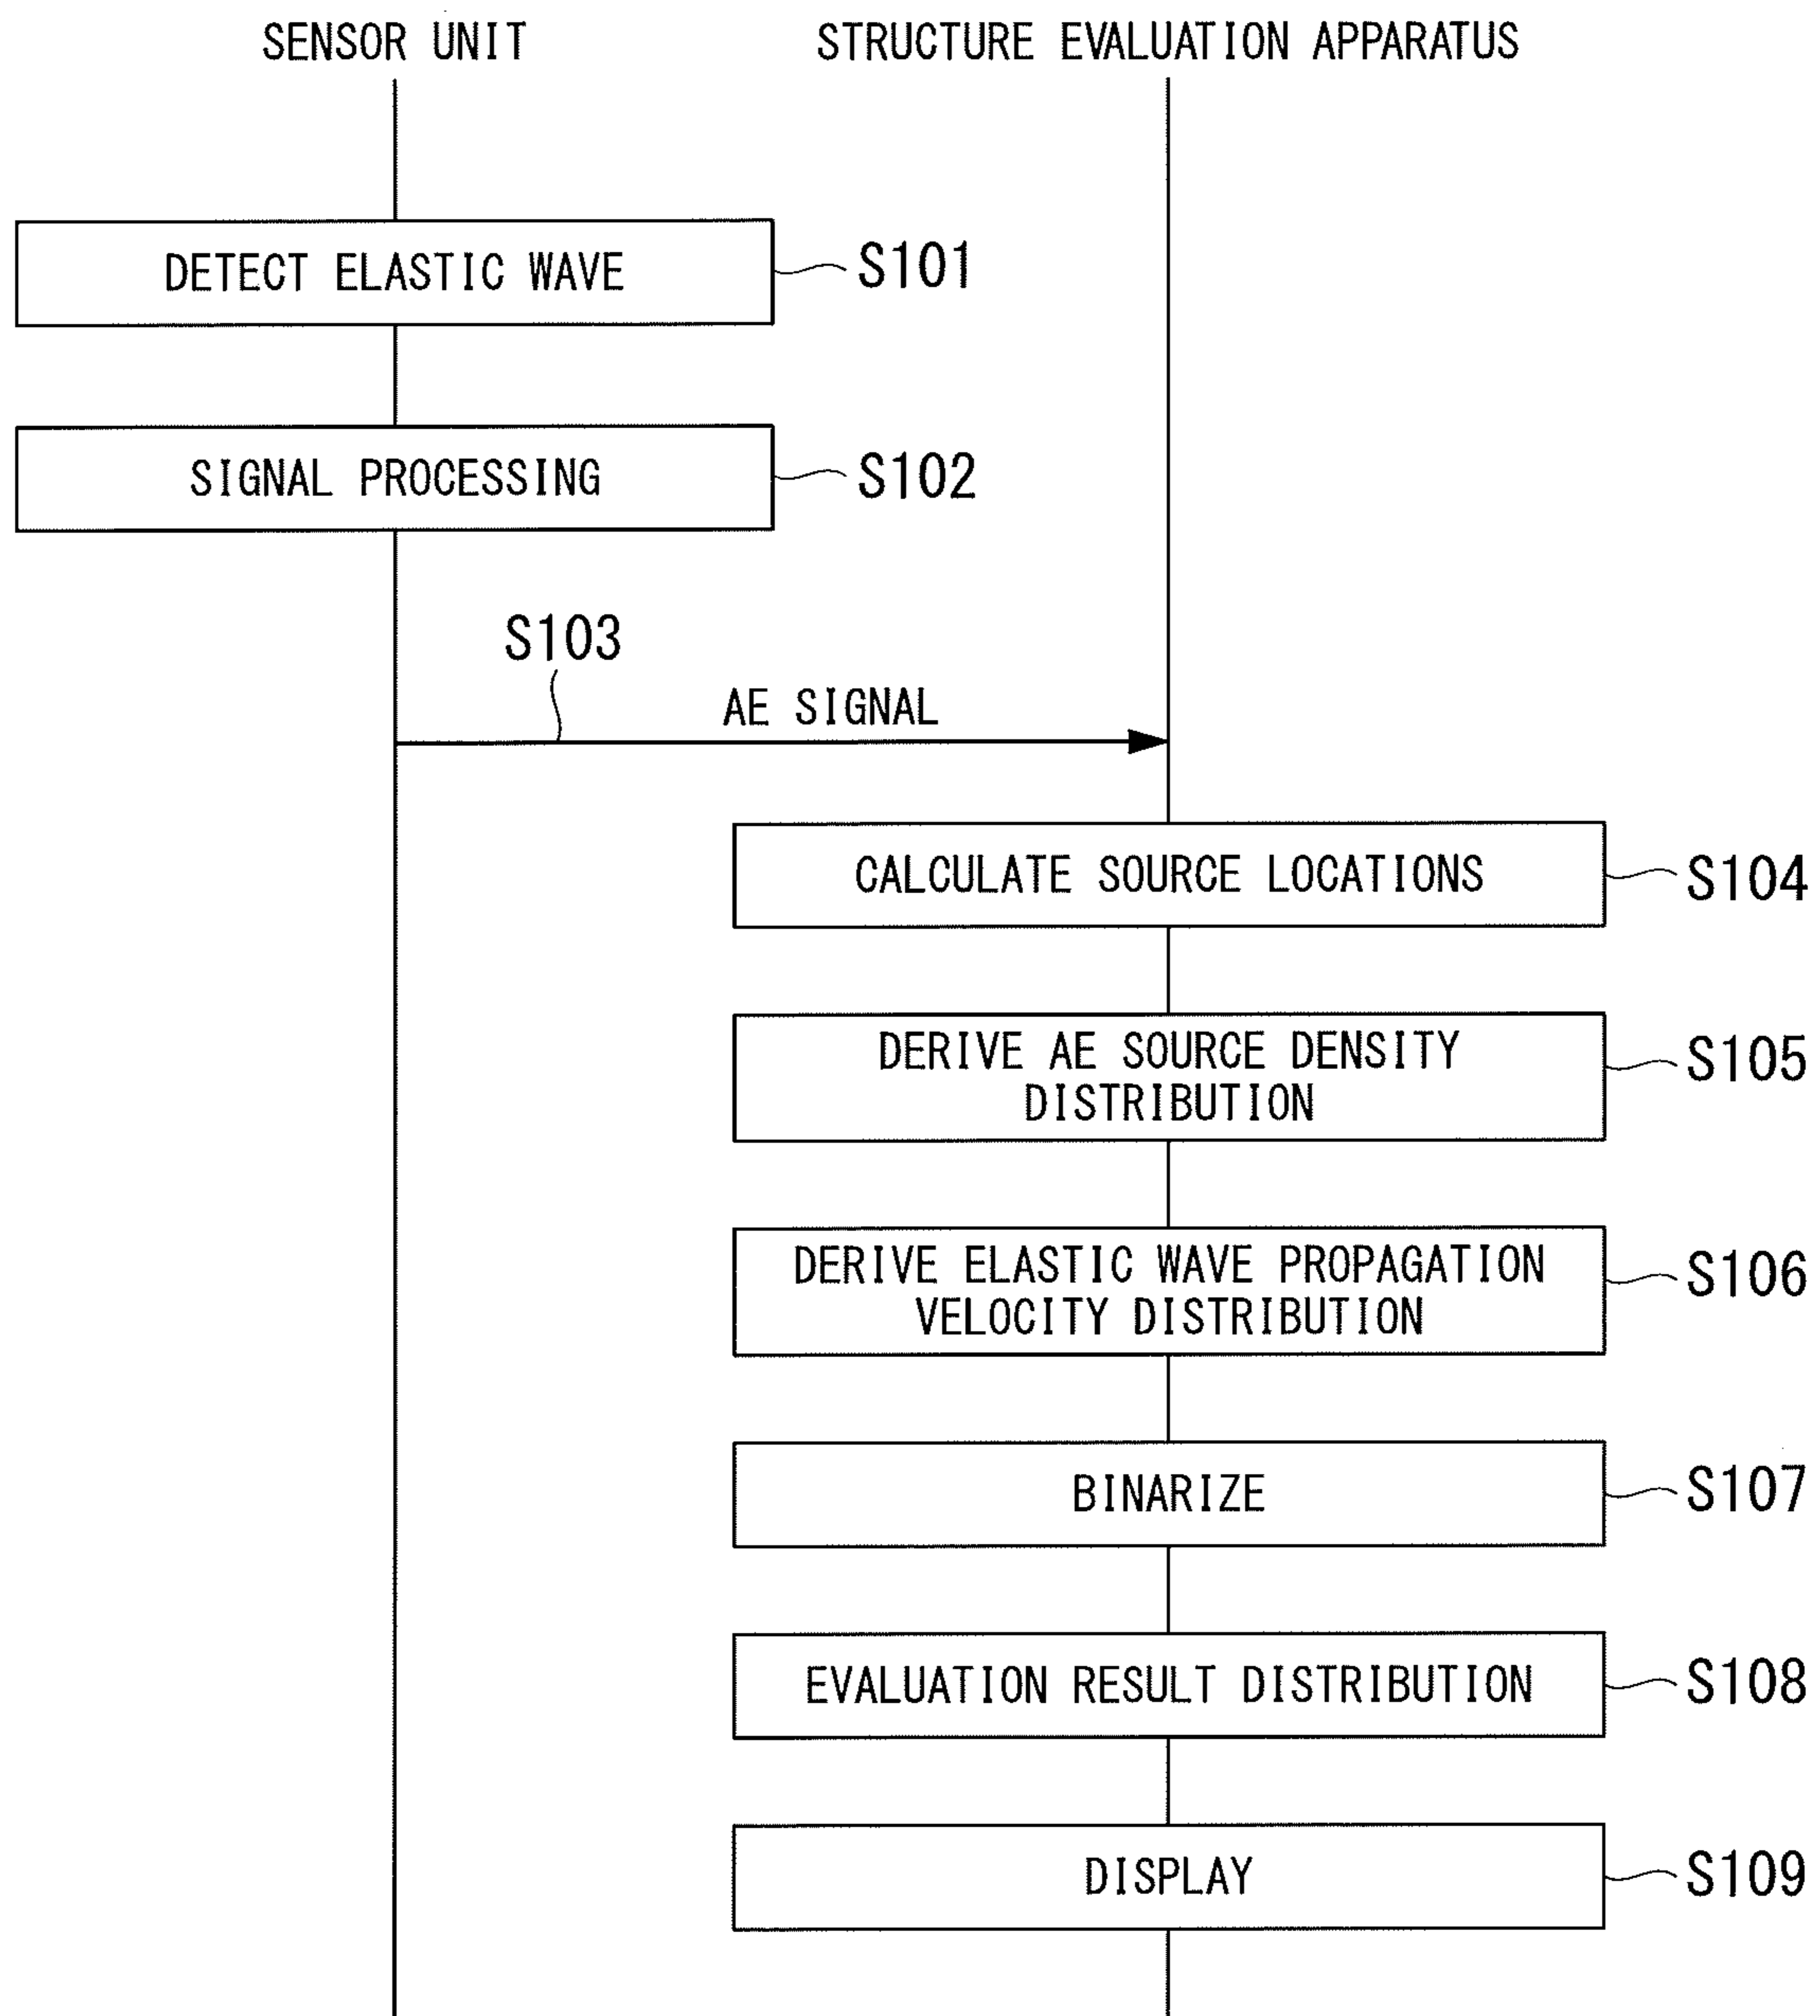 SENSOR UNIT
STRUCTURE EVALUATION APPARATUS
DETECT ELASTIC WAVE
S101
SIGNAL PROCESSING
S102
S103
AE SIGNAL
CALCULATE SOURCE LOCATIONS
S104
DERIVE AE SOURCE DENSITY
DISTRIBUTION
S105
DERIVE ELASTIC WAVE PROPAGATION
VELOCITY DISTRIBUTION
S106
BINARIZE
S107
EVALUATION RESULT DISTRIBUTION
S108
DISPLAY
S109